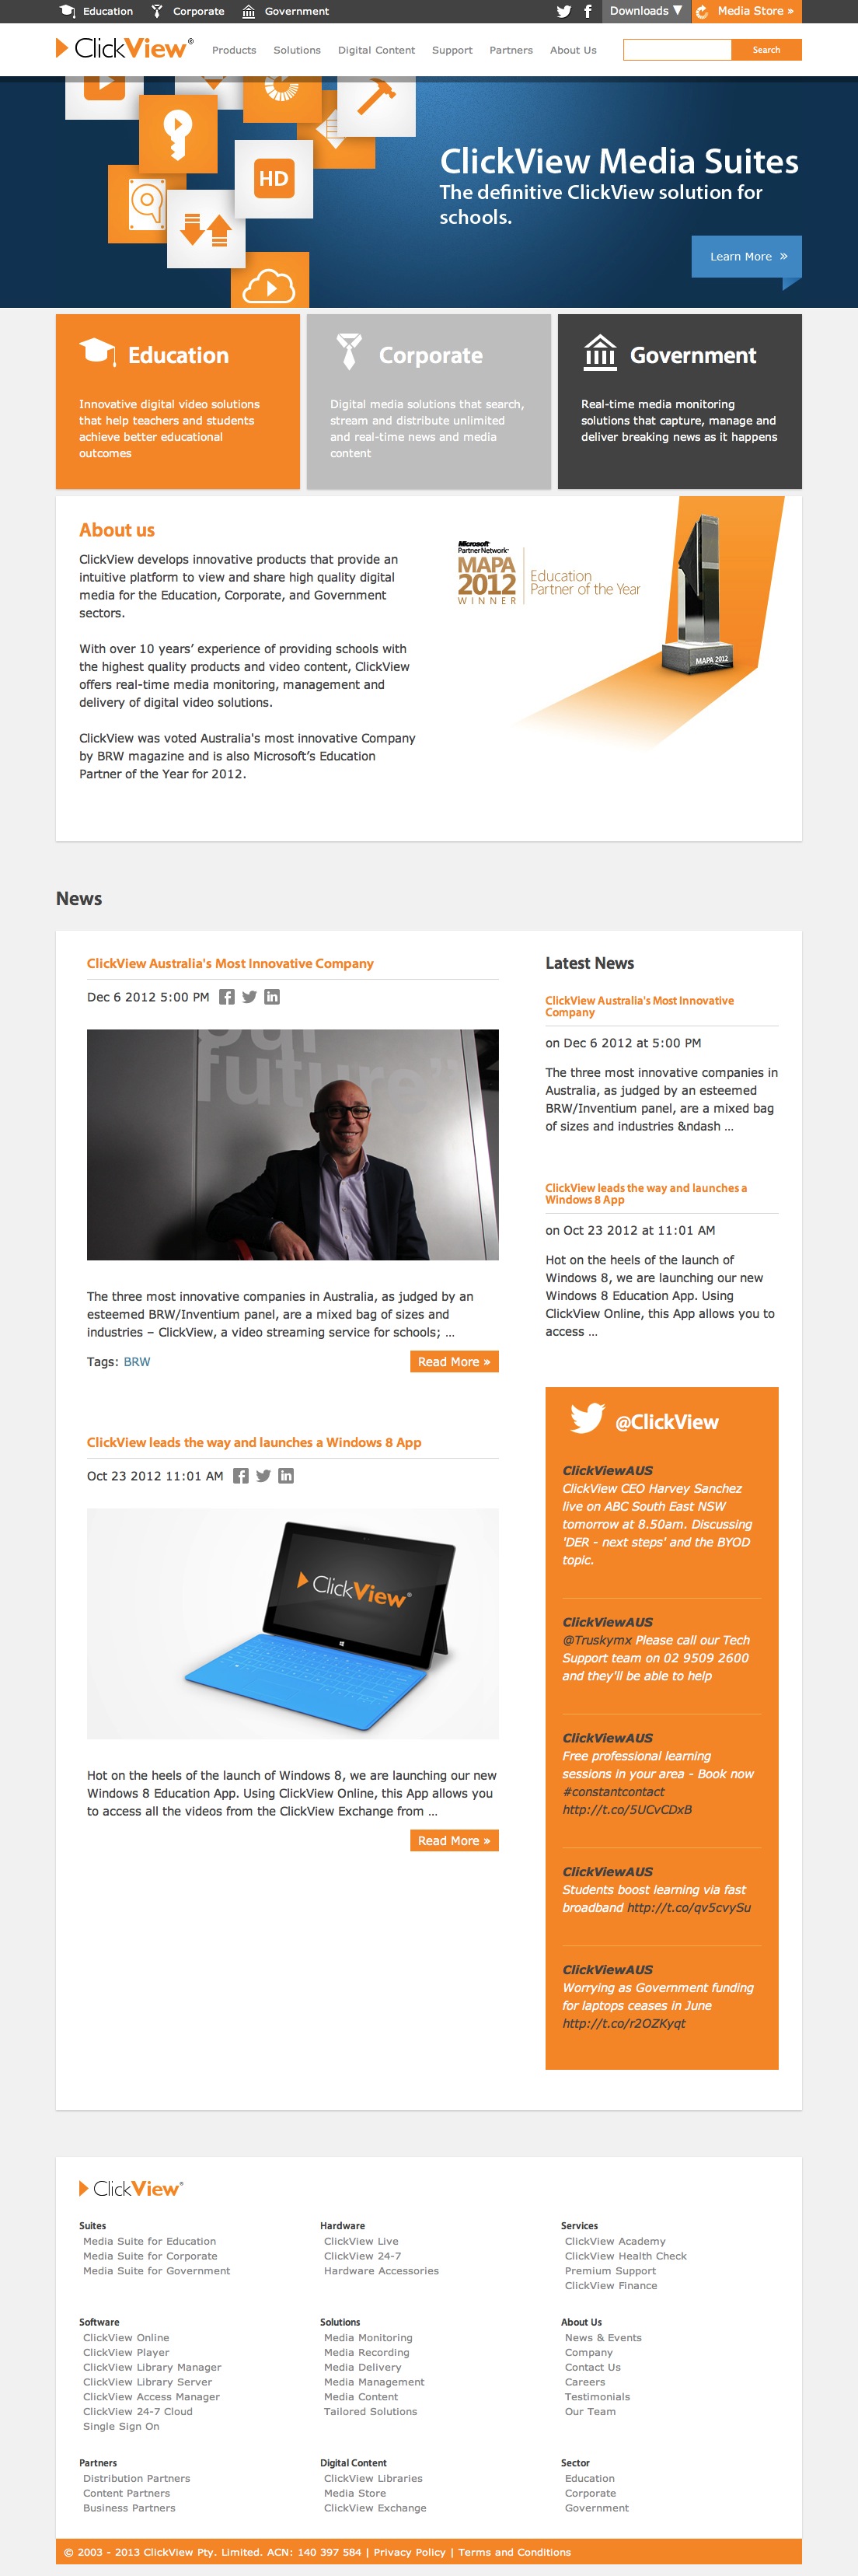 Education Corporate Government Downloads ▼ Media Store »
ClickView® Products Solutions Digital Content Support Partners About Us Search
HD
ClickView Media Suites
The definitive ClickView solution for
schools.
Learn More »
Education
Innovative digital video solutions
that help teachers and students
achieve better educational
outcomes
Corporate
Digital media solutions that search,
stream and distribute unlimited
and real-time news and media
content
Government
Real-time media monitoring
solutions that capture, manage and
deliver breaking news as it happens
About us
ClickView develops innovative products that provide an
intuitive platform to view and share high quality digital
media for the Education, Corporate, and Government
sectors.
With over 10 years’ experience of providing schools with
the highest quality products and video content, ClickView
offers real-time media monitoring, management and
delivery of digital video solutions.
ClickView was voted Australia's most innovative Company
by BRW magazine and is also Microsoft’s Education
Partner of the Year for 2012.
Microsoft
Partner Network
MAPA
2012
WINNER
Education
Partner of the Year
MAPA 2012
News
ClickView Australia's Most Innovative Company
Dec 6 2012 5:00 PM
our
future”
The three most innovative companies in Australia, as judged by an
esteemed BRW/Inventium panel, are a mixed bag of sizes and
industries – ClickView, a video streaming service for schools; ...
Tags: BRW
Read More »
ClickView leads the way and launches a Windows 8 App
Oct 23 2012 11:01 AM
ClickView®
Hot on the heels of the launch of Windows 8, we are launching our new
Windows 8 Education App. Using ClickView Online, this App allows you
to access all the videos from the ClickView Exchange from ...
Read More »
Latest News
ClickView Australia's Most Innovative
Company
on Dec 6 2012 at 5:00 PM
The three most innovative companies in
Australia, as judged by an esteemed
BRW/Inventium panel, are a mixed bag
of sizes and industries &ndash ...
ClickView leads the way and launches a
Windows 8 App
on Oct 23 2012 at 11:01 AM
Hot on the heels of the launch of
Windows 8, we are launching our new
Windows 8 Education App. Using
ClickView Online, this App allows you to
access ...
@ClickView
ClickViewAUS
ClickView CEO Harvey Sanchez
live on ABC South East NSW
tomorrow at 8.50am. Discussing
'DER - next steps' and the BYOD
topic.
ClickViewAUS
@Truskymx Please call our Tech
Support team on 02 9509 2600
and they'll be able to help
ClickViewAUS
Free professional learning
sessions in your area - Book now
#constantcontact
http://t.co/5UCvCDxB
ClickViewAUS
Students boost learning via fast
broadband http://t.co/qv5cvySu
ClickViewAUS
Worrying as Government funding
for laptops ceases in June
http://t.co/r2OZKyqt
ClickView®
Suites
Media Suite for Education
Media Suite for Corporate
Media Suite for Government
Hardware
ClickView Live
ClickView 24-7
Hardware Accessories
Services
ClickView Academy
ClickView Health Check
Premium Support
ClickView Finance
Software
ClickView Online
ClickView Player
ClickView Library Manager
ClickView Library Server
ClickView Access Manager
ClickView 24-7 Cloud
Single Sign On
Solutions
Media Monitoring
Media Recording
Media Delivery
Media Management
Media Content
Tailored Solutions
About Us
News & Events
Company
Contact Us
Careers
Testimonials
Our Team
Partners
Distribution Partners
Content Partners
Business Partners
Digital Content
ClickView Libraries
Media Store
ClickView Exchange
Sector
Education
Corporate
Government
© 2003 - 2013 ClickView Pty. Limited. ACN: 140 397 584 | Privacy Policy | Terms and Conditions